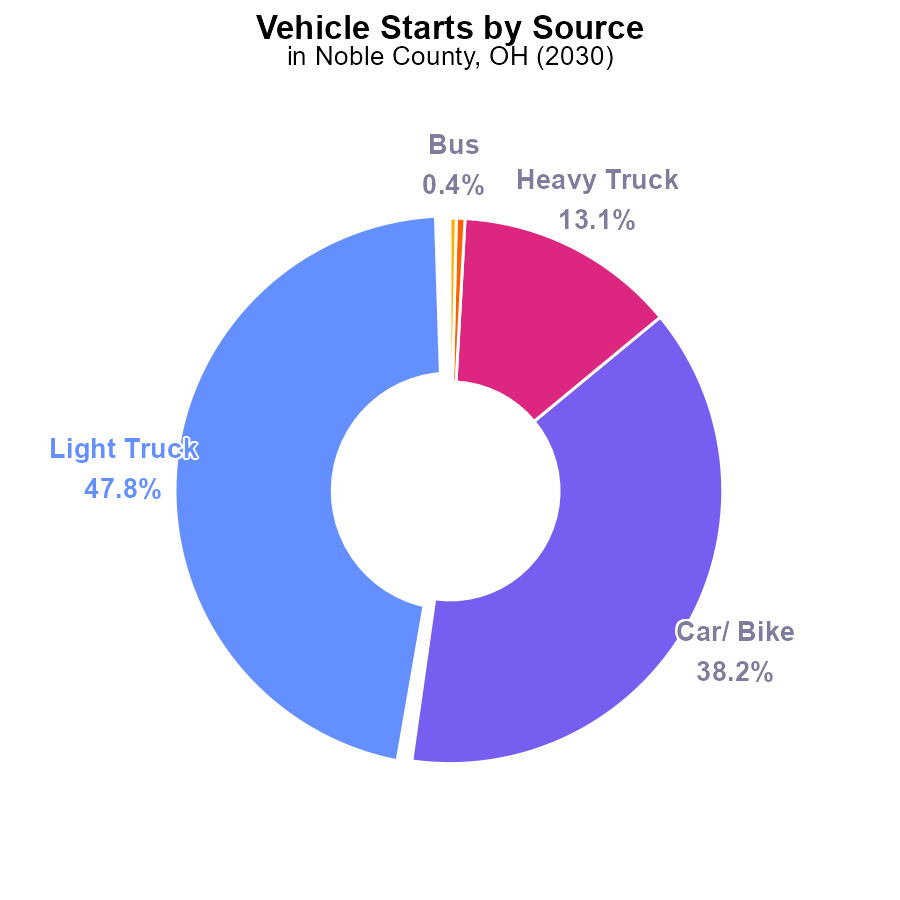 Vehicle Starts by Source
in Noble County, OH (2030)
Bus
0.4%
Heavy Truck
13.1%
Light Truck
47.8%
Car/ Bike
38.2%